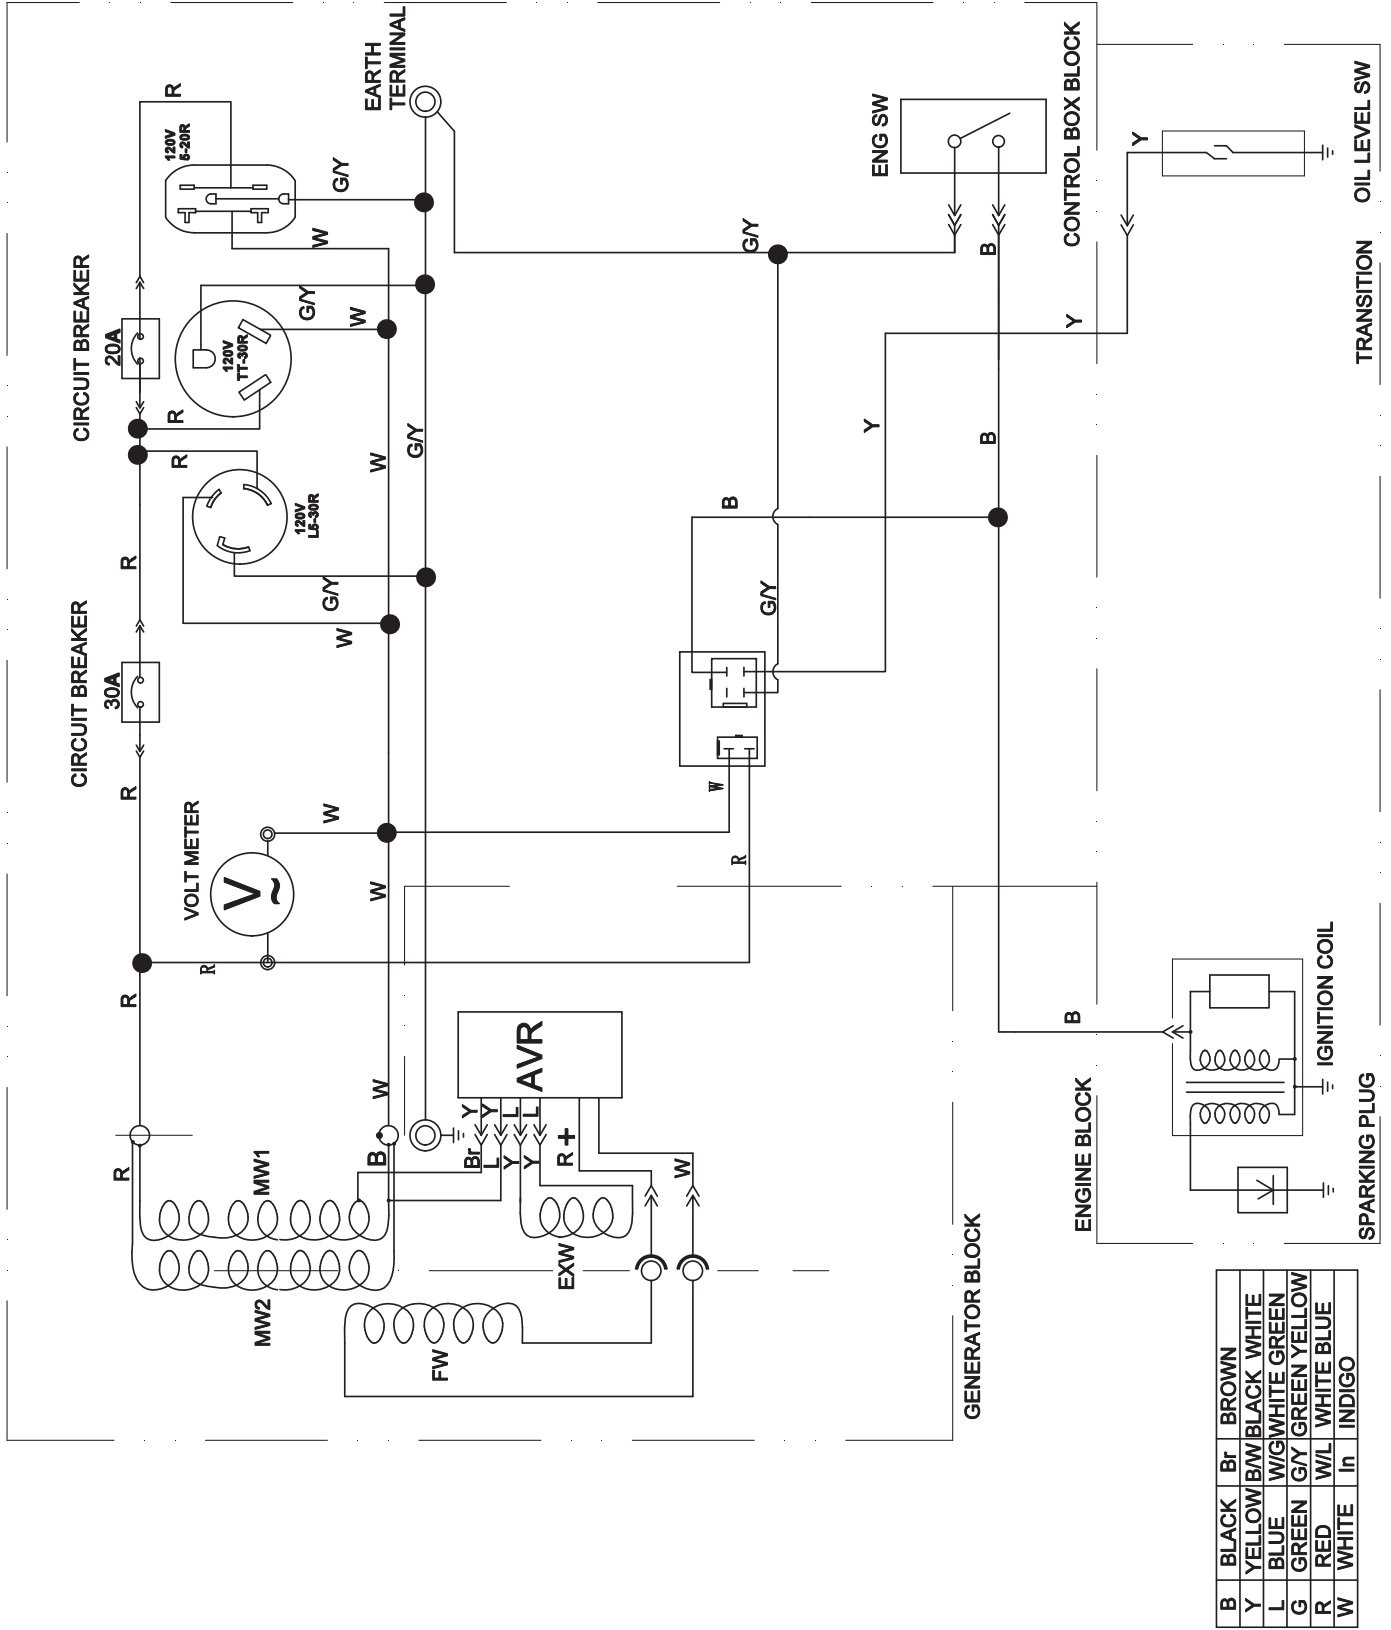 EARTH
TERMINAL
R
120V
5-20R
G/Y
W
CIRCUIT BREAKER
20A
120V
TT-30R
G/Y
W
R
R
120V
L5-30R
W
G/Y
G/Y
W
R
CIRCUIT BREAKER
30A
R
VOLT METER
V
~
W
W
R
R
W
R
B
MW1
MW2
AVR
Y
Y
L
L
Br
L
Y
Y
R
+
W
EXW
FW
GENERATOR BLOCK
ENG SW
CONTROL BOX BLOCK
G/Y
B
Y
Y
B
B
G/Y
W
R
Y
OIL LEVEL SW
TRANSITION
B
ENGINE BLOCK
IGNITION COIL
SPARKING PLUG
B BLACK Br BROWN
Y YELLOW B/W BLACK WHITE
L BLUE W/G WHITE GREEN
G GREEN G/Y GREEN YELLOW
R RED W/L WHITE BLUE
W WHITE In INDIGO